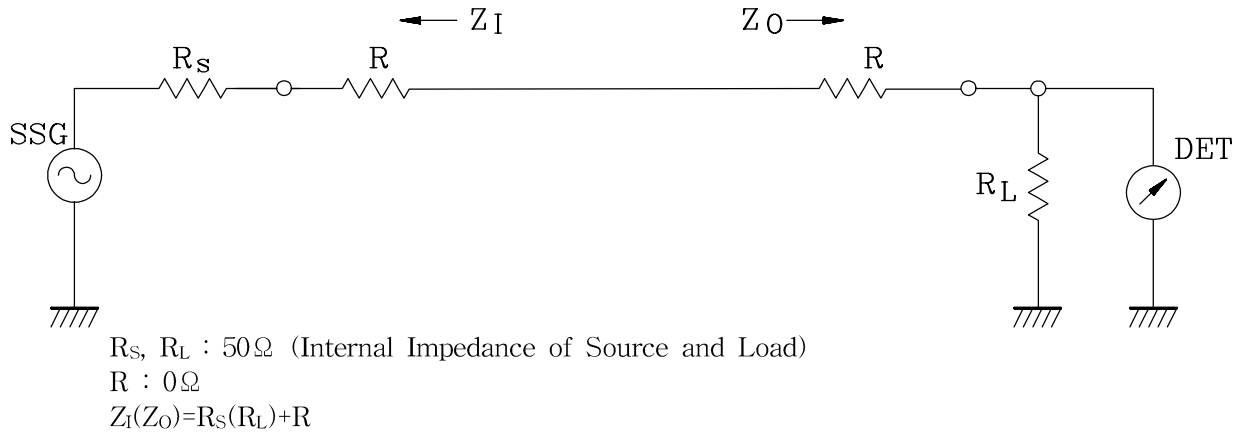 Z_I Z_O
R_S R R
SSG
DET
R_L
R_S, R_L : 50Ω (Internal Impedance of Source and Load)
R : 0Ω
Z_I(Z_O)=R_S(R_L)+R